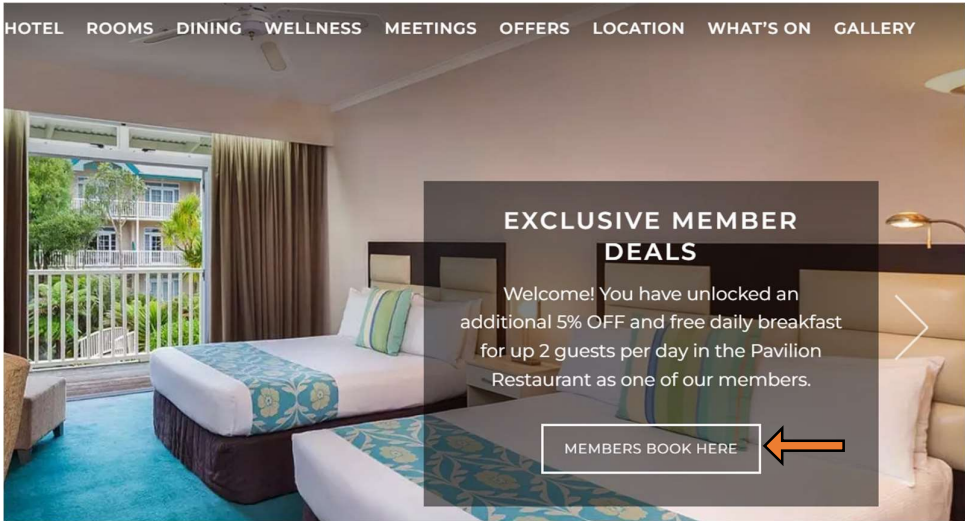 HOTEL ROOMS DINING WELLNESS MEETINGS OFFERS LOCATION WHAT'S ON GALLERY
EXCLUSIVE MEMBER
DEALS
Welcome! You have unlocked an
additional 5% OFF and free daily breakfast
for up 2 guests per day in the Pavilion
Restaurant as one of our members.
MEMBERS BOOK HERE